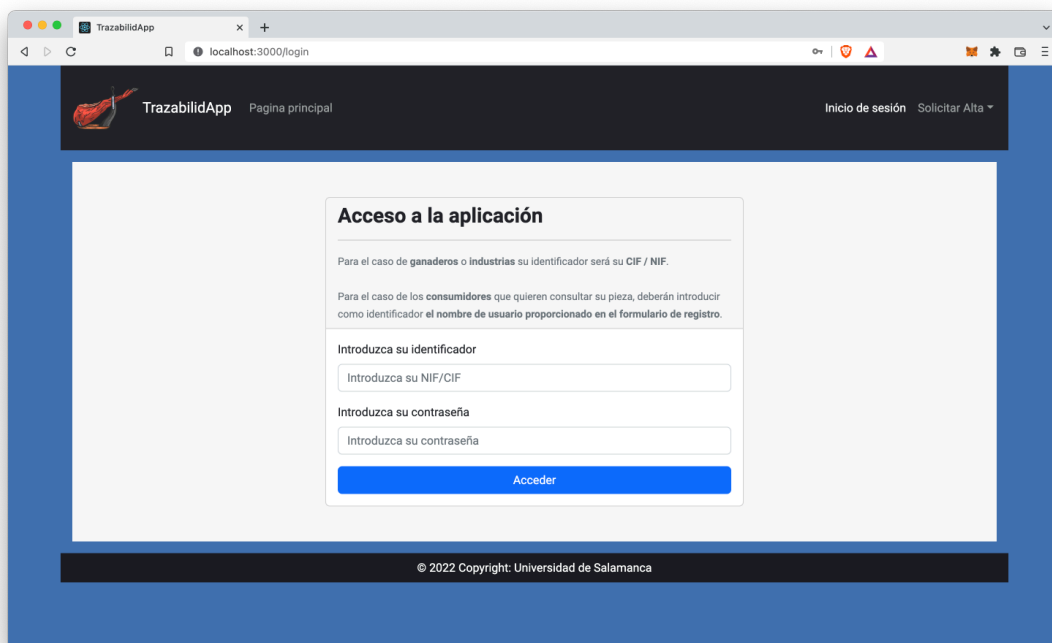 TrazabilidApp
localhost:3000/login
TrazabilidApp Pagina principal Inicio de sesión Solicitar Alta
Acceso a la aplicación
Para el caso de ganaderos o industrias su identificador será su CIF / NIF.
Para el caso de los consumidores que quieren consultar su pieza, deberán introducir
como identificador el nombre de usuario proporcionado en el formulario de registro.
Introduzca su identificador
Introduzca su NIF/CIF
Introduzca su contraseña
Introduzca su contraseña
Acceder
© 2022 Copyright: Universidad de Salamanca